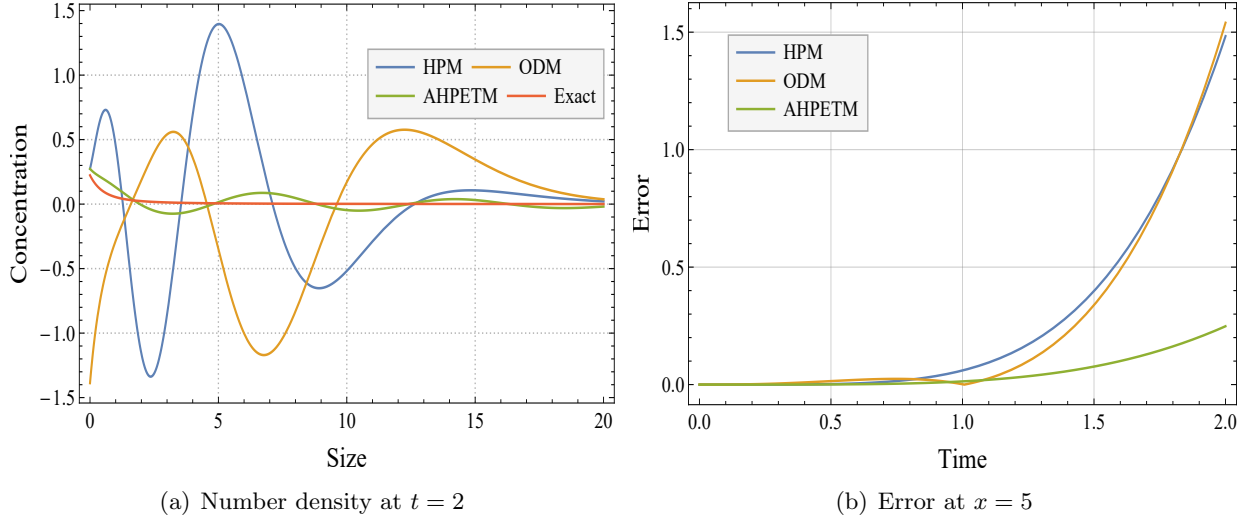 1.5
1.0
0.5
0.0
−0.5
−1.0
−1.5
Concentration
HPM
ODM
AHPETM
Exact
0 5 10 15 20
Size
(a) Number density at t = 2
1.5
1.0
0.5
0.0
Error
HPM
ODM
AHPETM
0.0 0.5 1.0 1.5 2.0
Time
(b) Error at x = 5